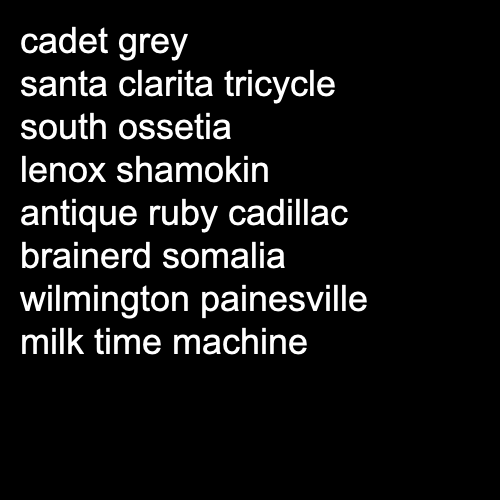 cadet grey
santa clarita tricycle
south ossetia
lenox shamokin
antique ruby cadillac
brainerd somalia
wilmington painesville
milk time machine